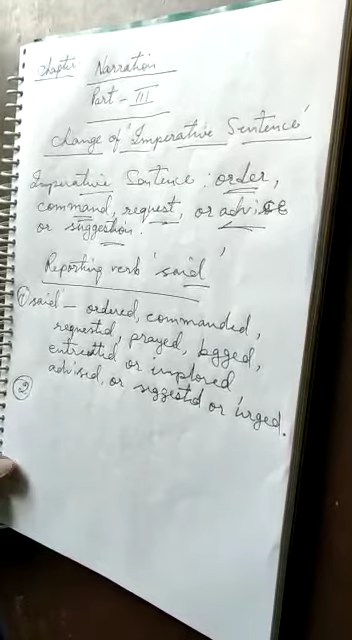 Chapter Narration
Part - III
Change of "Imperative Sentence"
Imperative Sentence: order,
command, request, or advise
or suggestion.
Reporting verb 'said'
① said - ordered, commanded,
requested, prayed, begged,
entreated or implored
advised, or suggested or urged.
②